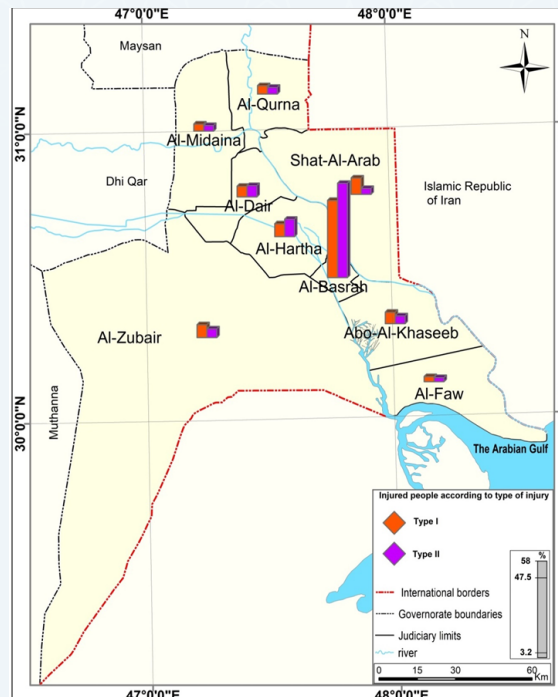 47°0'0"E
48°0'0"E
Maysan
N
Al-Qurna
31°0'0"N
Al-Midaina
Shat-Al-Arab
Dhi Qar
Islamic Republic
of Iran
Al-Dair
Al-Hartha
Al-Basrah
Al-Zubair
Abo-Al-Khaseeb
Al-Faw
Muthanna
30°0'0"N
The Arabian Gulf
Injured people according to type of injury
Type I
Type II
%
58
47.5
3.2
International borders
Governorate boundaries
Judiciary limits
river
0 15 30 60
Km
47°0'0"E
48°0'0"E